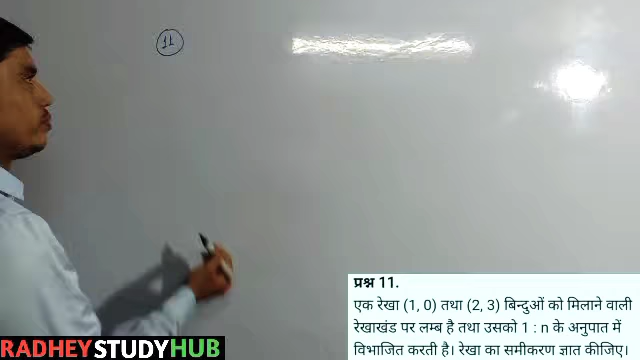 11
प्रश्न 11.
एक रेखा (1, 0) तथा (2, 3) बिन्दुओं को मिलाने वाली
रेखाखंड पर लम्ब है तथा उसको 1 : n के अनुपात में
विभाजित करती है। रेखा का समीकरण ज्ञात कीजिए।
RADHEYSTUDYHUB